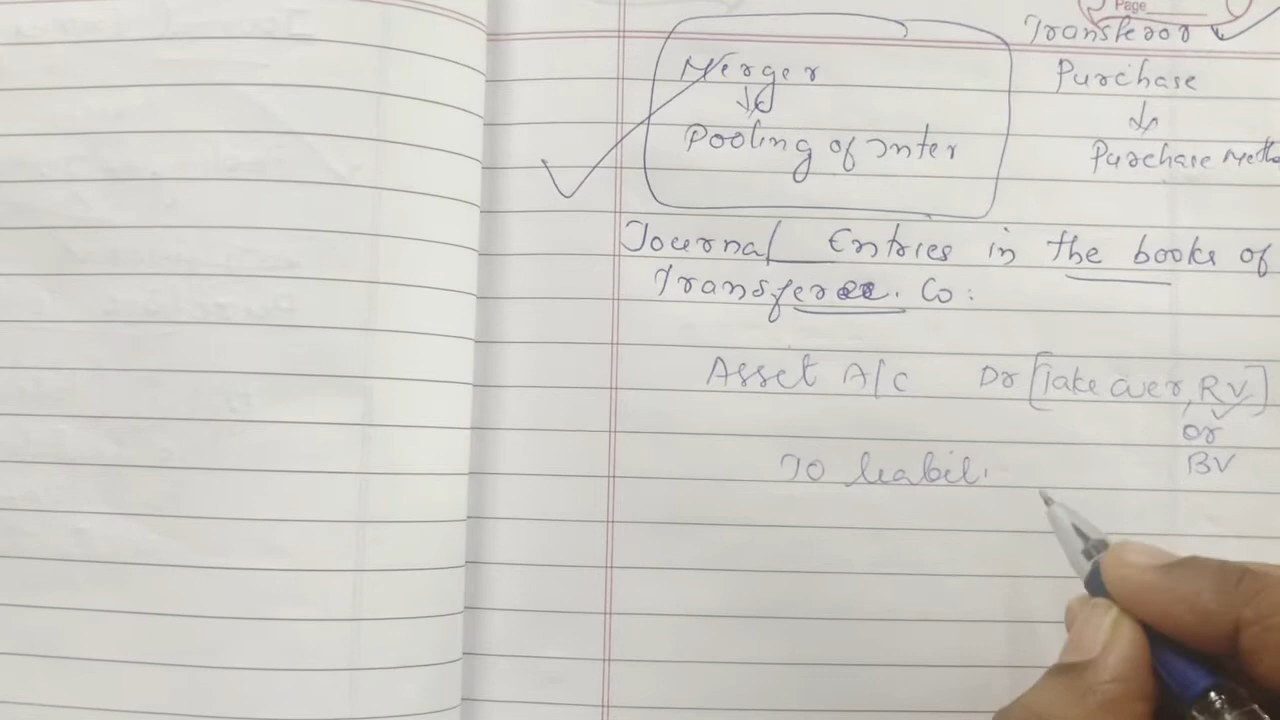 Page
Transferor
Merger
Pooling of Inter
Purchase
Purchase Metho
Journal Entries in the books of
Transferee. Co:
Asset A/c Dr [Take over, RV]
or
BV
To Liabil.